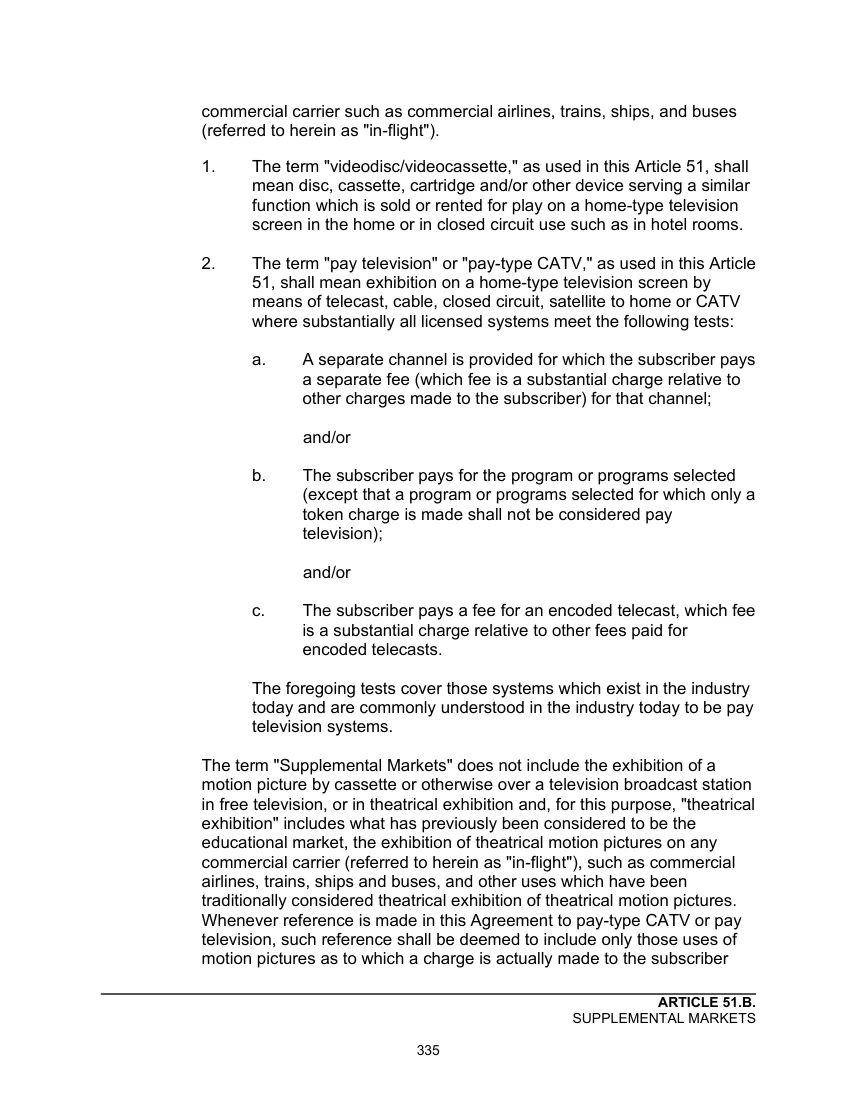 commercial carrier such as commercial airlines, trains, ships, and buses
(referred to herein as "in-flight").
1. The term "videodisc/videocassette," as used in this Article 51, shall
mean disc, cassette, cartridge and/or other device serving a similar
function which is sold or rented for play on a home-type television
screen in the home or in closed circuit use such as in hotel rooms.
2. The term "pay television" or "pay-type CATV," as used in this Article
51, shall mean exhibition on a home-type television screen by
means of telecast, cable, closed circuit, satellite to home or CATV
where substantially all licensed systems meet the following tests:
a. A separate channel is provided for which the subscriber pays
a separate fee (which fee is a substantial charge relative to
other charges made to the subscriber) for that channel;
and/or
b. The subscriber pays for the program or programs selected
(except that a program or programs selected for which only a
token charge is made shall not be considered pay
television);
and/or
c. The subscriber pays a fee for an encoded telecast, which fee
is a substantial charge relative to other fees paid for
encoded telecasts.
The foregoing tests cover those systems which exist in the industry
today and are commonly understood in the industry today to be pay
television systems.
The term "Supplemental Markets" does not include the exhibition of a
motion picture by cassette or otherwise over a television broadcast station
in free television, or in theatrical exhibition and, for this purpose, "theatrical
exhibition" includes what has previously been considered to be the
educational market, the exhibition of theatrical motion pictures on any
commercial carrier (referred to herein as "in-flight"), such as commercial
airlines, trains, ships and buses, and other uses which have been
traditionally considered theatrical exhibition of theatrical motion pictures.
Whenever reference is made in this Agreement to pay-type CATV or pay
television, such reference shall be deemed to include only those uses of
motion pictures as to which a charge is actually made to the subscriber
ARTICLE 51.B.
SUPPLEMENTAL MARKETS
335